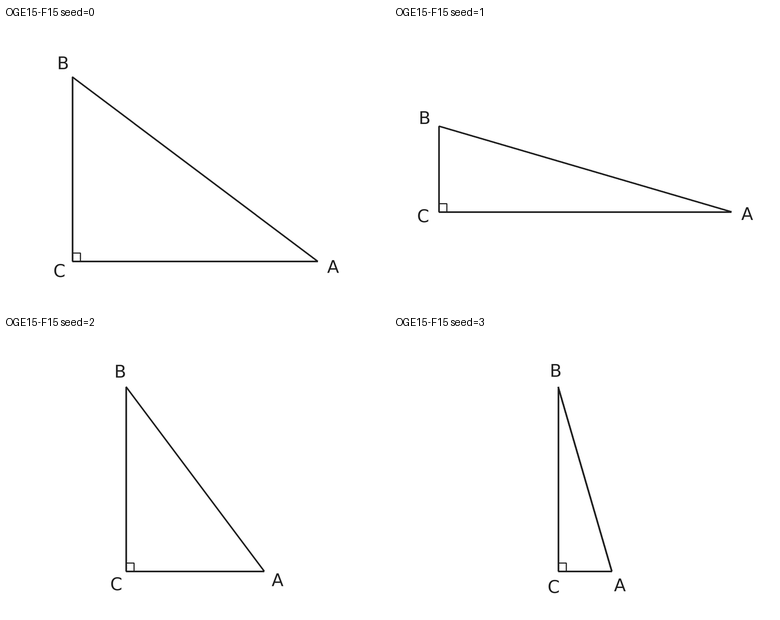 OGE15-F15 seed=0
B
C
A
OGE15-F15 seed=1
B
C
A
OGE15-F15 seed=2
B
C
A
OGE15-F15 seed=3
B
C
A